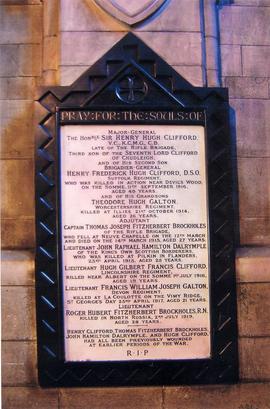 PRAY: FOR: THE: SOULS: OF
MAJOR-GENERAL
THE HON^BLE SIR HENRY HUGH CLIFFORD,
V.C., K.C.M.G., C.B.
LATE OF THE RIFLE BRIGADE,
THIRD SON OF THE SEVENTH LORD CLIFFORD
OF CHUDLEIGH,
AND OF HIS SECOND SON
BRIGADIER-GENERAL
HENRY FREDERICK HUGH CLIFFORD, D.S.O.
SUFFOLK REGIMENT,
WHO WAS KILLED IN ACTION NEAR DEVILS WOOD,
ON THE SOMME, 11TH SEPTEMBER, 1916,
AGED 49 YEARS,
AND OF HIS GRANDSONS
THEODORE HUGH GALTON,
WORCESTERSHIRE REGIMENT,
KILLED AT ILLIES 21ST OCTOBER 1914,
AGED 26 YEARS.
ADJUTANT
CAPTAIN THOMAS JOSEPH FITZHERBERT BROCKHOLES,
OF THE RIFLE BRIGADE,
WHO FELL AT NEUVE CHAPELLE ON THE 12TH MARCH
AND DIED ON THE 14TH MARCH 1915, AGED 27 YEARS.
LIEUTENANT JOHN RAPHAEL HAMILTON DALRYMPLE
OF THE KING'S OWN SCOTTISH BORDERERS,
WHO WAS KILLED AT PILKIN IN FLANDERS,
23RD APRIL 1915, AGED 25 YEARS.
LIEUTENANT HUGH GILBERT FRANCIS CLIFFORD,
LINCOLNSHIRE REGIMENT,
KILLED NEAR ALBERT ON THE SOMME 1ST JULY 1916,
AGED 19 YEARS.
LIEUTENANT FRANCIS WILLIAM JOSEPH GALTON,
DEVON REGIMENT,
KILLED AT LA COULOTTE ON THE VIMY RIDGE,
ST GEORGES DAY 23RD APRIL 1917, AGED 21 YEARS.
LIEUTENANT
ROGER HUBERT FITZHERBERT BROCKHOLES, R.N.
KILLED IN NORTH RUSSIA, 2ND JULY 1919,
AGED 28 YEARS.
HENRY CLIFFORD, THOMAS FITZHERBERT BROCKHOLES,
JOHN HAMILTON DALRYMPLE, AND HUGH CLIFFORD,
HAD ALL BEEN PREVIOUSLY WOUNDED
AT EARLIER PERIODS OF THE WAR.
R·I·P